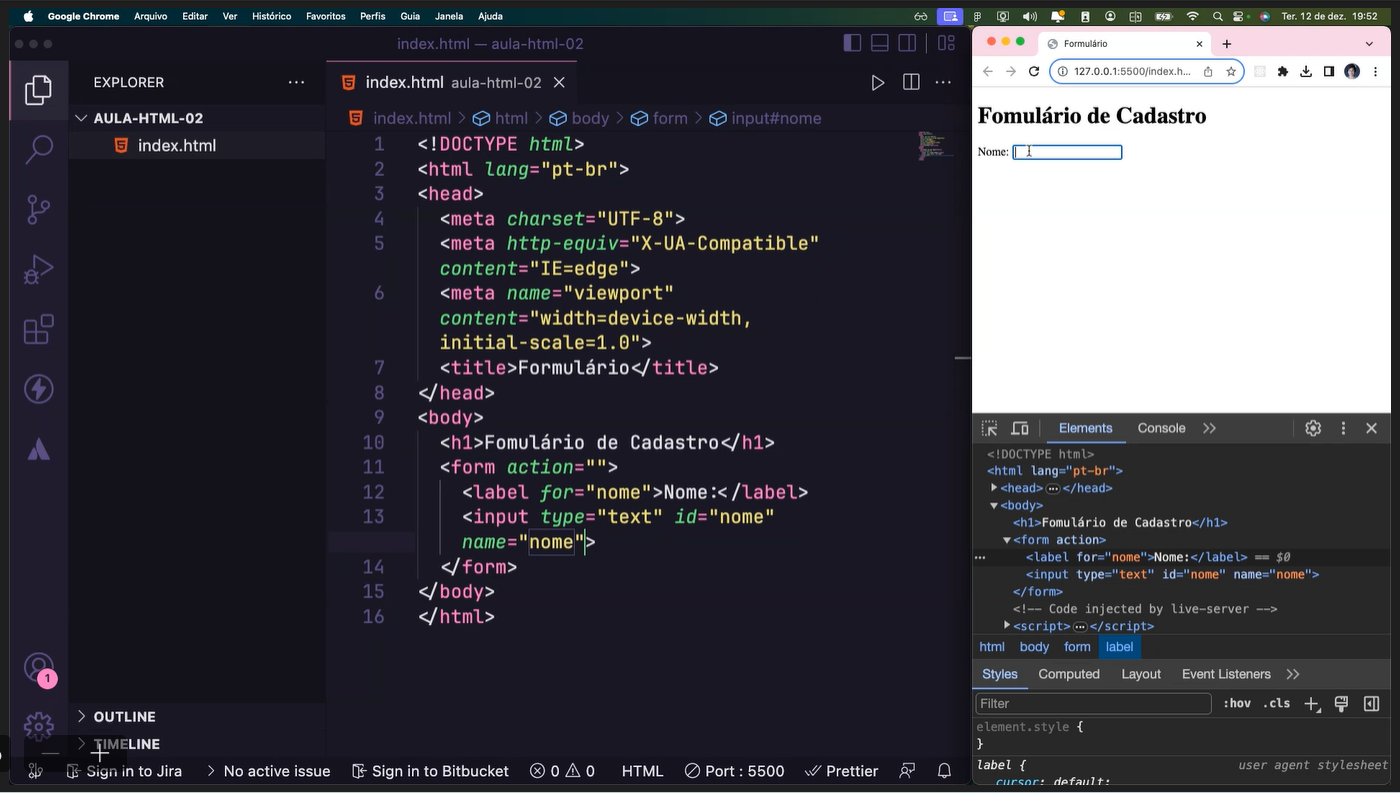 Google Chrome Arquivo Editar Ver Histórico Favoritos Perfis Guia Janela Ajuda
Ter. 12 de dez. 19:52
index.html — aula-html-02
EXPLORER
AULA-HTML-02
index.html
index.html aula-html-02
index.html > html > body > form > input#nome
1 <!DOCTYPE html>
2 <html lang="pt-br">
3 <head>
4 <meta charset="UTF-8">
5 <meta http-equiv="X-UA-Compatible"
content="IE=edge">
6 <meta name="viewport"
content="width=device-width,
initial-scale=1.0">
7 <title>Formulário</title>
8 </head>
9 <body>
10 <h1>Fomulário de Cadastro</h1>
11 <form action="">
12 <label for="nome">Nome:</label>
13 <input type="text" id="nome"
name="nome">
14 </form>
15 </body>
16 </html>
1
OUTLINE
TIMELINE
Sign in to Jira No active issue Sign in to Bitbucket 0 0 HTML Port : 5500 Prettier
Formulário
127.0.0.1:5500/index.h...
Fomulário de Cadastro
Nome:
Elements Console
<!DOCTYPE html>
<html lang="pt-br">
<head> ••• </head>
<body>
<h1>Fomulário de Cadastro</h1>
<form action>
<label for="nome">Nome:</label> == $0
<input type="text" id="nome" name="nome">
</form>
<!-- Code injected by live-server -->
<script> ••• </script>
html body form label
Styles Computed Layout Event Listeners
Filter :hov .cls
element.style {
}
label { user agent stylesheet
cursor: default;